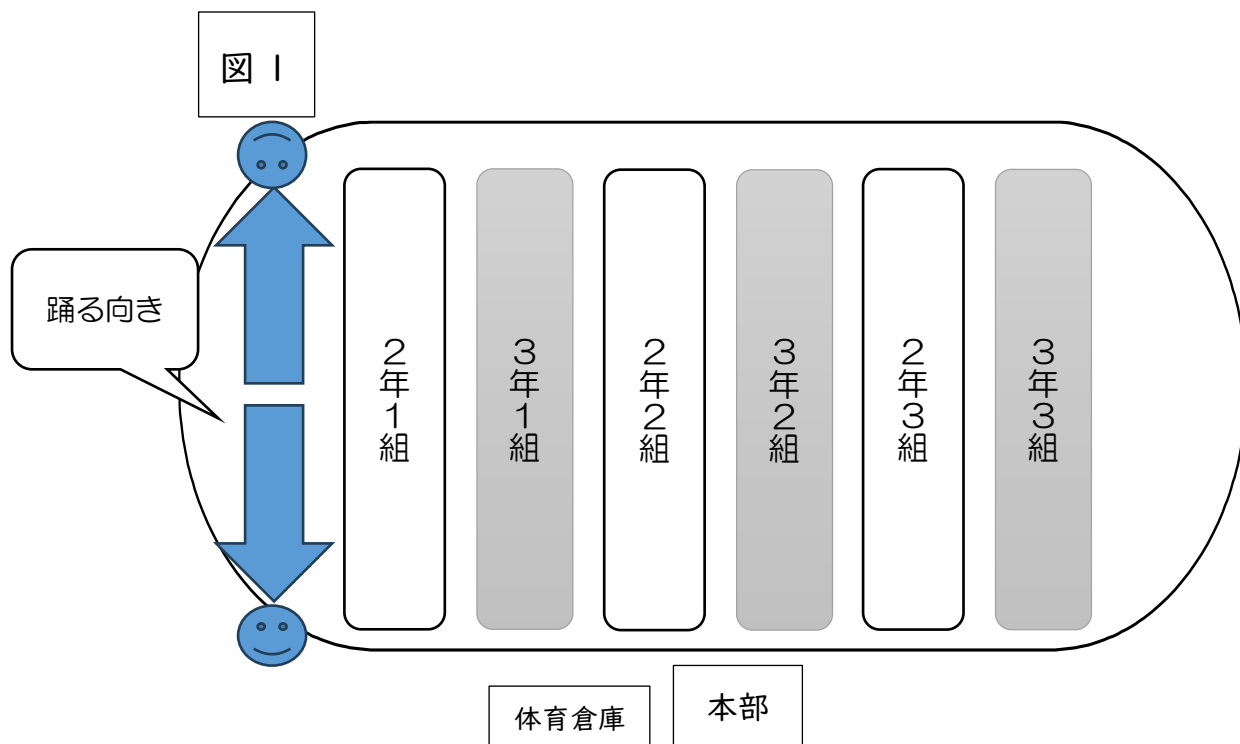 図１
踊る向き
２年１組
３年１組
２年２組
３年２組
２年３組
３年３組
体育倉庫
本部